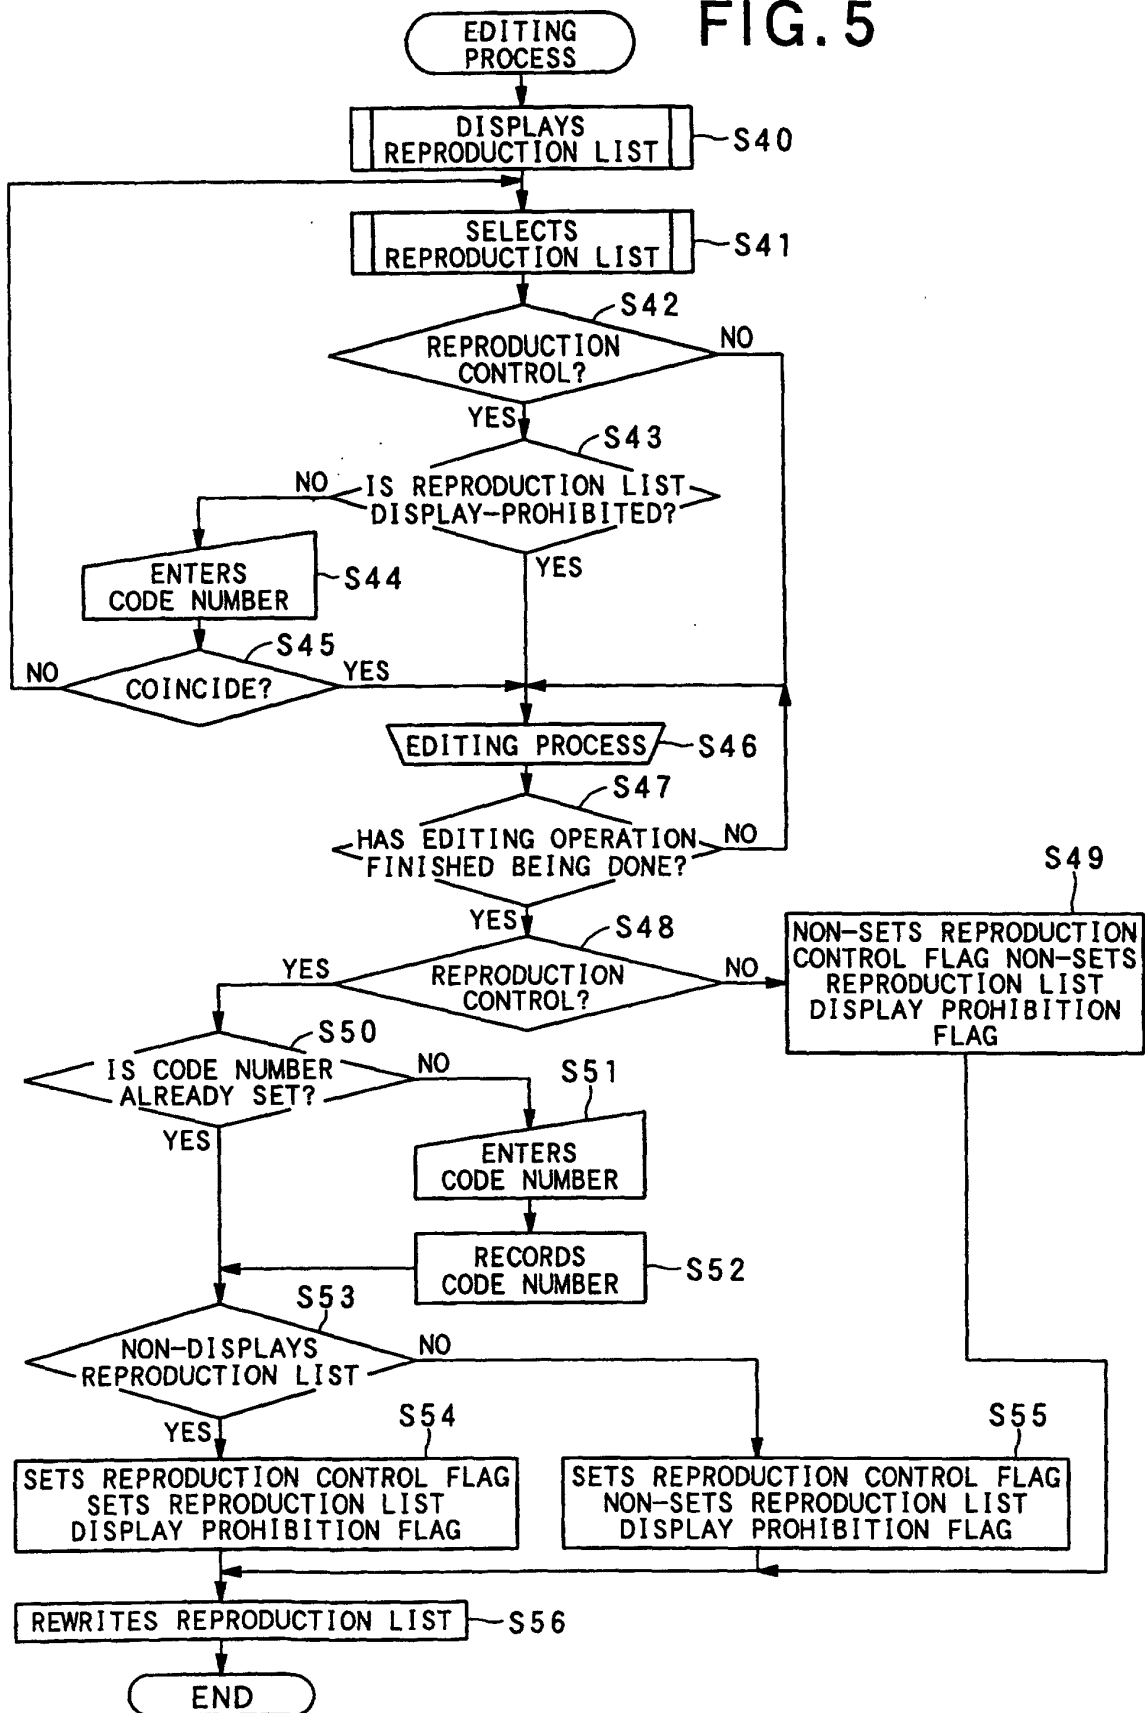 FIG. 5
EDITING
PROCESS
DISPLAYS
REPRODUCTION LIST
S40
SELECTS
REPRODUCTION LIST
S41
S42
REPRODUCTION
CONTROL?
NO
YES
S43
NO
IS REPRODUCTION LIST
DISPLAY-PROHIBITED?
YES
ENTERS
CODE NUMBER
S44
S45
NO
COINCIDE?
YES
EDITING PROCESS
S46
S47
HAS EDITING OPERATION
FINISHED BEING DONE?
NO
YES
S48
YES
REPRODUCTION
CONTROL?
NO
S49
NON-SETS REPRODUCTION
CONTROL FLAG NON-SETS
REPRODUCTION LIST
DISPLAY PROHIBITION
FLAG
S50
IS CODE NUMBER
ALREADY SET?
NO
YES
S51
ENTERS
CODE NUMBER
RECORDS
CODE NUMBER
S52
S53
NON-DISPLAYS
REPRODUCTION LIST
NO
YES
S54
SETS REPRODUCTION CONTROL FLAG
SETS REPRODUCTION LIST
DISPLAY PROHIBITION FLAG
S55
SETS REPRODUCTION CONTROL FLAG
NON-SETS REPRODUCTION LIST
DISPLAY PROHIBITION FLAG
REWRITES REPRODUCTION LIST
S56
END